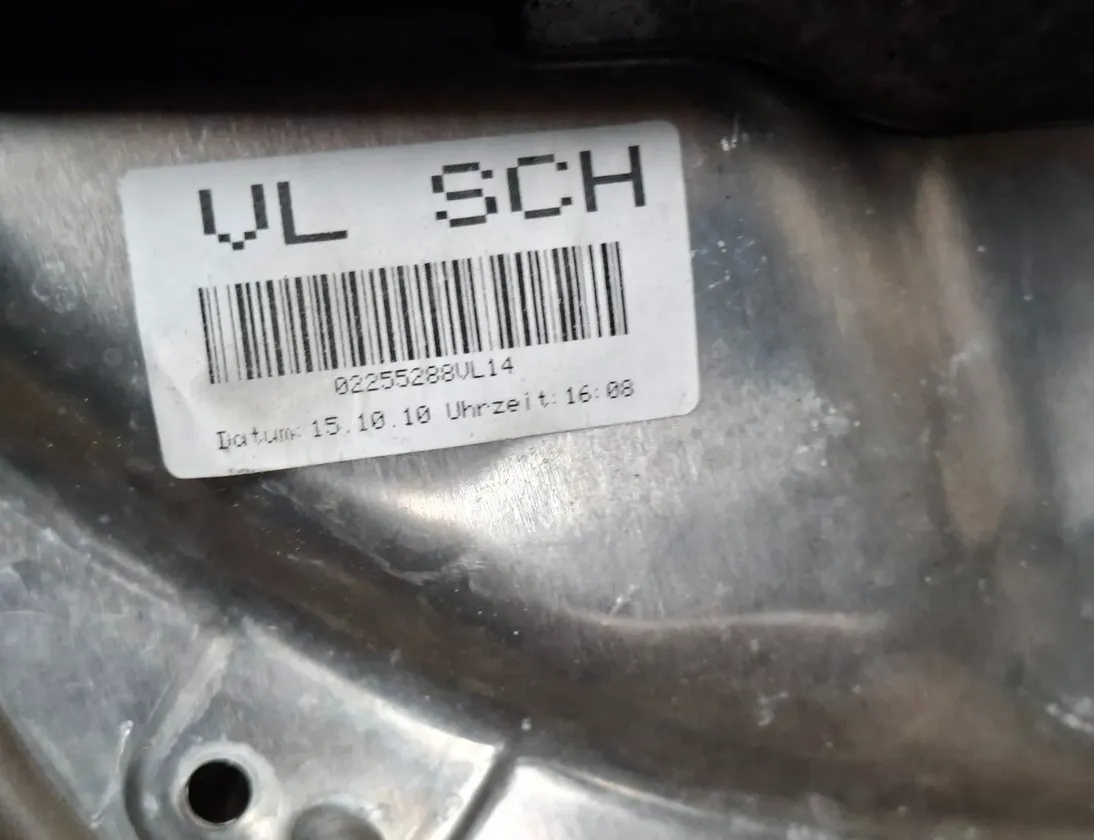 VL SCH
02255288VL14
Datum: 15.10.10 Uhrzeit: 16:08